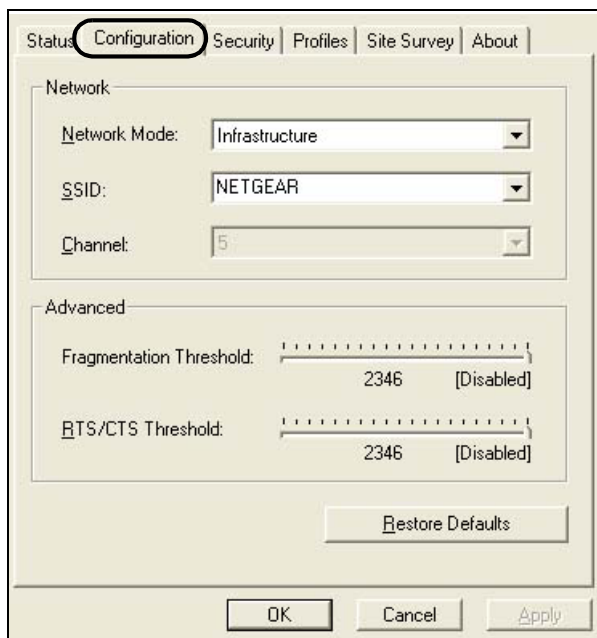 Status Configuration Security Profiles Site Survey About
Network
Network Mode: Infrastructure
SSID: NETGEAR
Channel: 5
Advanced
Fragmentation Threshold:
2346 [Disabled]
RTS/CTS Threshold:
2346 [Disabled]
Restore Defaults
OK Cancel Apply